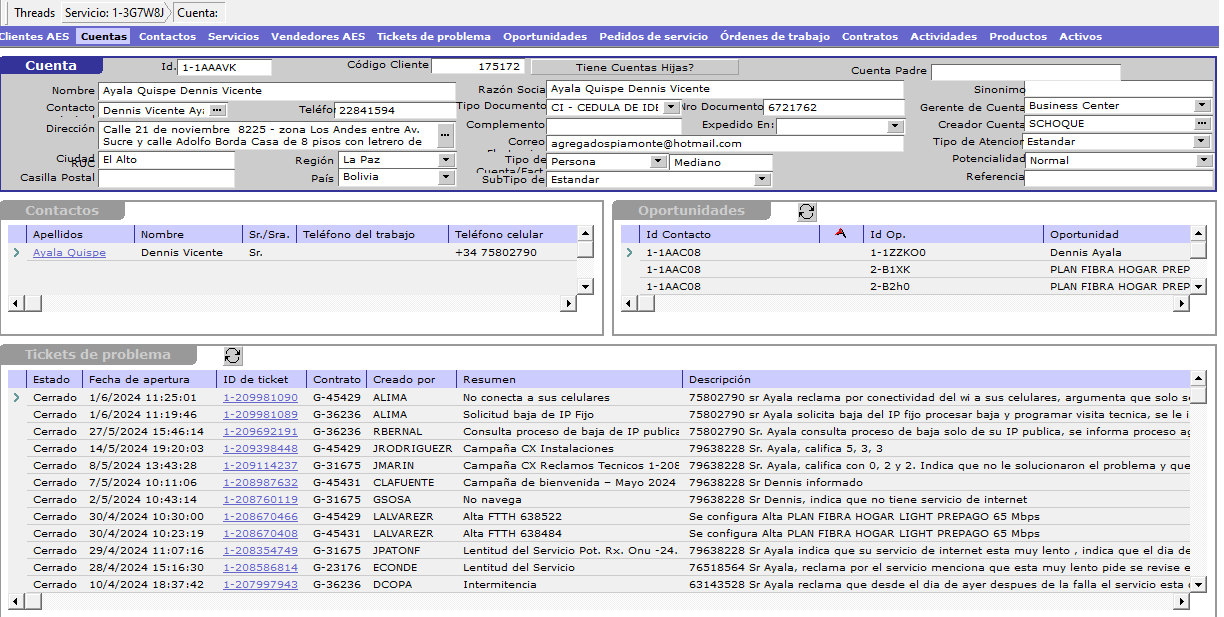 Threads Servicio: 1-3G7W8J Cuenta:
Clientes AES Cuentas Contactos Servicios Vendedores AES Tickets de problema Oportunidades Pedidos de servicio Órdenes de trabajo Contratos Actividades Productos Activos
Cuenta
Id. 1-1AAAVK Código Cliente 175172 Tiene Cuentas Hijas? Cuenta Padre
Nombre Ayala Quispe Dennis Vicente Razón Socia Ayala Quispe Dennis Vicente Sinonimo
Contacto Dennis Vicente Aya ... Teléfor 22841594 Tipo Documento CI - CEDULA DE IDE Nro Documento 6721762 Gerente de Cuenta Business Center
Dirección Calle 21 de noviembre 8225 - zona Los Andes entre Av. Complemento Expedido En: Creador Cuenta SCHOQUE ...
Sucre y calle Adolfo Borda Casa de 8 pisos con letrero de ... Correo agregadospiamonte@hotmail.com Tipo de Atencior Estandar
Ciudad El Alto Región La Paz Tipo de Persona Mediano Potencialidad Normal
RUC
Cuenta/Fact
Casilla Postal País Bolivia SubTipo de Estandar Referencia
Contactos
Apellidos Nombre Sr./Sra. Teléfono del trabajo Teléfono celular
Ayala Quispe Dennis Vicente Sr. +34 75802790
Oportunidades
Id Contacto Id Op. Oportunidad
1-1AAC08 1-1ZZKO0 Dennis Ayala
1-1AAC08 2-B1XK PLAN FIBRA HOGAR PREP
1-1AAC08 2-B2h0 PLAN FIBRA HOGAR PREP
Tickets de problema
Estado Fecha de apertura ID de ticket Contrato Creado por Resumen Descripción
Cerrado 1/6/2024 11:25:01 1-209981090 G-45429 ALIMA No conecta a sus celulares 75802790 sr Ayala reclama por conectividad del wi a sus celulares, argumenta que solo s
Cerrado 1/6/2024 11:19:46 1-209981089 G-36236 ALIMA Solicitud baja de IP Fijo 75802790 sr Ayala solicita baja del IP fijo procesar baja y programar visita tecnica, se le i
Cerrado 27/5/2024 15:46:14 1-209692191 G-36236 RBERNAL Consulta proceso de baja de IP publica 75802790 Sr. Ayala consulta proceso de baja solo de su IP publica, se informa proceso ag
Cerrado 14/5/2024 19:20:03 1-209398448 G-45429 JRODRIGUEZR Campaña CX Instalaciones 79638228 Sr. Ayala, califica 5, 3, 3
Cerrado 8/5/2024 13:43:28 1-209114237 G-31675 JMARIN Campaña CX Reclamos Tecnicos 1-208 79638228 Sr. Ayala, califica con 0, 2 y 2. Indica que no le solucionaron el problema y que
Cerrado 7/5/2024 10:11:06 1-208987632 G-45431 CLAFUENTE Campaña de bienvenida – Mayo 2024 79638228 Sr Dennis informado
Cerrado 2/5/2024 10:43:14 1-208760119 G-31675 GSOSA No navega 79638228 Sr Dennis, indica que no tiene servicio de internet
Cerrado 30/4/2024 10:30:00 1-208670466 G-45429 LALVAREZR Alta FTTH 638522 Se configura Alta PLAN FIBRA HOGAR LIGHT PREPAGO 65 Mbps
Cerrado 30/4/2024 10:23:19 1-208670408 G-45431 LALVAREZR Alta FTTH 638484 Se configura Alta PLAN FIBRA HOGAR LIGHT PREPAGO 65 Mbps
Cerrado 29/4/2024 11:07:16 1-208354749 G-31675 JPATONF Lentitud del Servicio Pot. Rx. Onu -24. 79638228 Sr Ayala indica que su servicio de internet esta muy lento , indica que el dia de
Cerrado 28/4/2024 15:16:30 1-208586814 G-23176 ECONDE Lentitud del Servicio 76518564 Sr Ayala, reclama por el servicio menciona que esta muy lento pide se revise e
Cerrado 10/4/2024 18:37:42 1-207997943 G-36236 DCOPA Intermitencia 63143528 Sr Ayala reclama que desde el dia de ayer despues de la falla el servicio esta